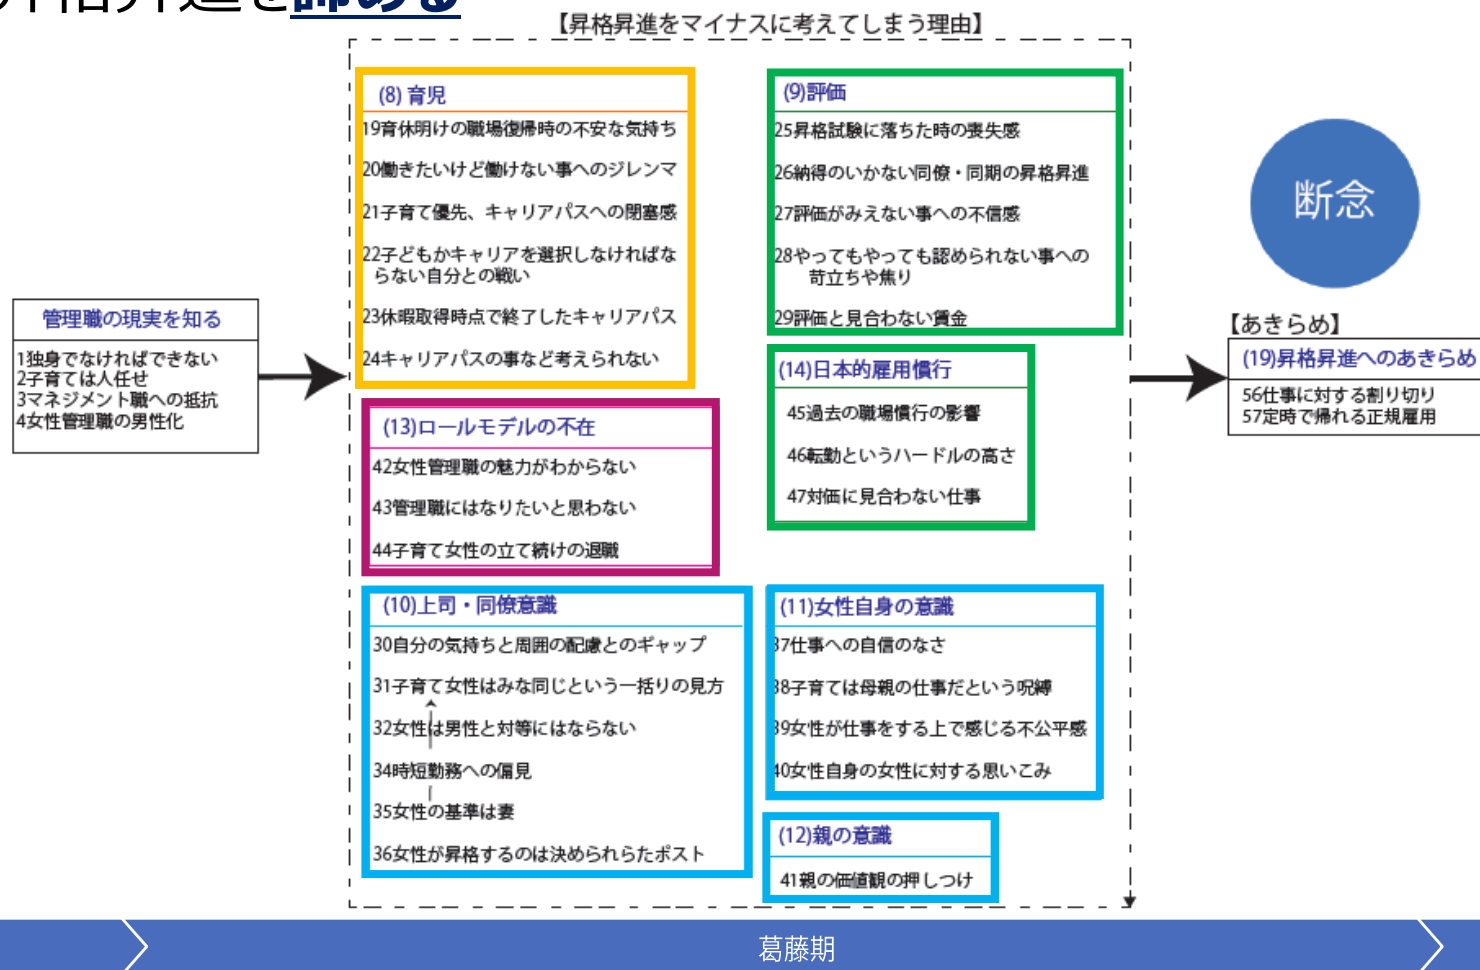 昇進を諦める
【昇格昇進をマイナスに考えてしまう理由】
管理職の現実を知る
1独身でなければできない
2子育ては人任せ
3マネジメント職への抵抗
4女性管理職の男性化
(8) 育児
19育休明けの職場復帰時の不安な気持ち
20働きたいけど働けない事へのジレンマ
21子育て優先、キャリアパスへの閉塞感
22子どもかキャリアを選択しなければな
らない自分との戦い
23休暇取得時点で終了したキャリアパス
24キャリアパスの事など考えられない
(13)ロールモデルの不在
42女性管理職の魅力がわからない
43管理職にはなりたいと思わない
44子育て女性の立て続けの退職
(10)上司・同僚意識
30自分の気持ちと周囲の配慮とのギャップ
31子育て女性はみな同じという一括りの見方
32女性は男性と対等にはならない
34時短勤務への偏見
35女性の基準は妻
36女性が昇格するのは決められらたポスト
(9)評価
25昇格試験に落ちた時の喪失感
26納得のいかない同僚・同期の昇格昇進
27評価がみえない事への不信感
28やってもやっても認められない事への
苛立ちや焦り
29評価と見合わない賃金
(14)日本的雇用慣行
45過去の職場慣行の影響
46転勤というハードルの高さ
47対価に見合わない仕事
(11)女性自身の意識
37仕事への自信のなさ
38子育ては母親の仕事だという呪縛
39女性が仕事をする上で感じる不公平感
40女性自身の女性に対する思いこみ
(12)親の意識
41親の価値観の押しつけ
断念
【あきらめ】
(19)昇格昇進へのあきらめ
56仕事に対する割り切り
57定時で帰れる正規雇用
葛藤期